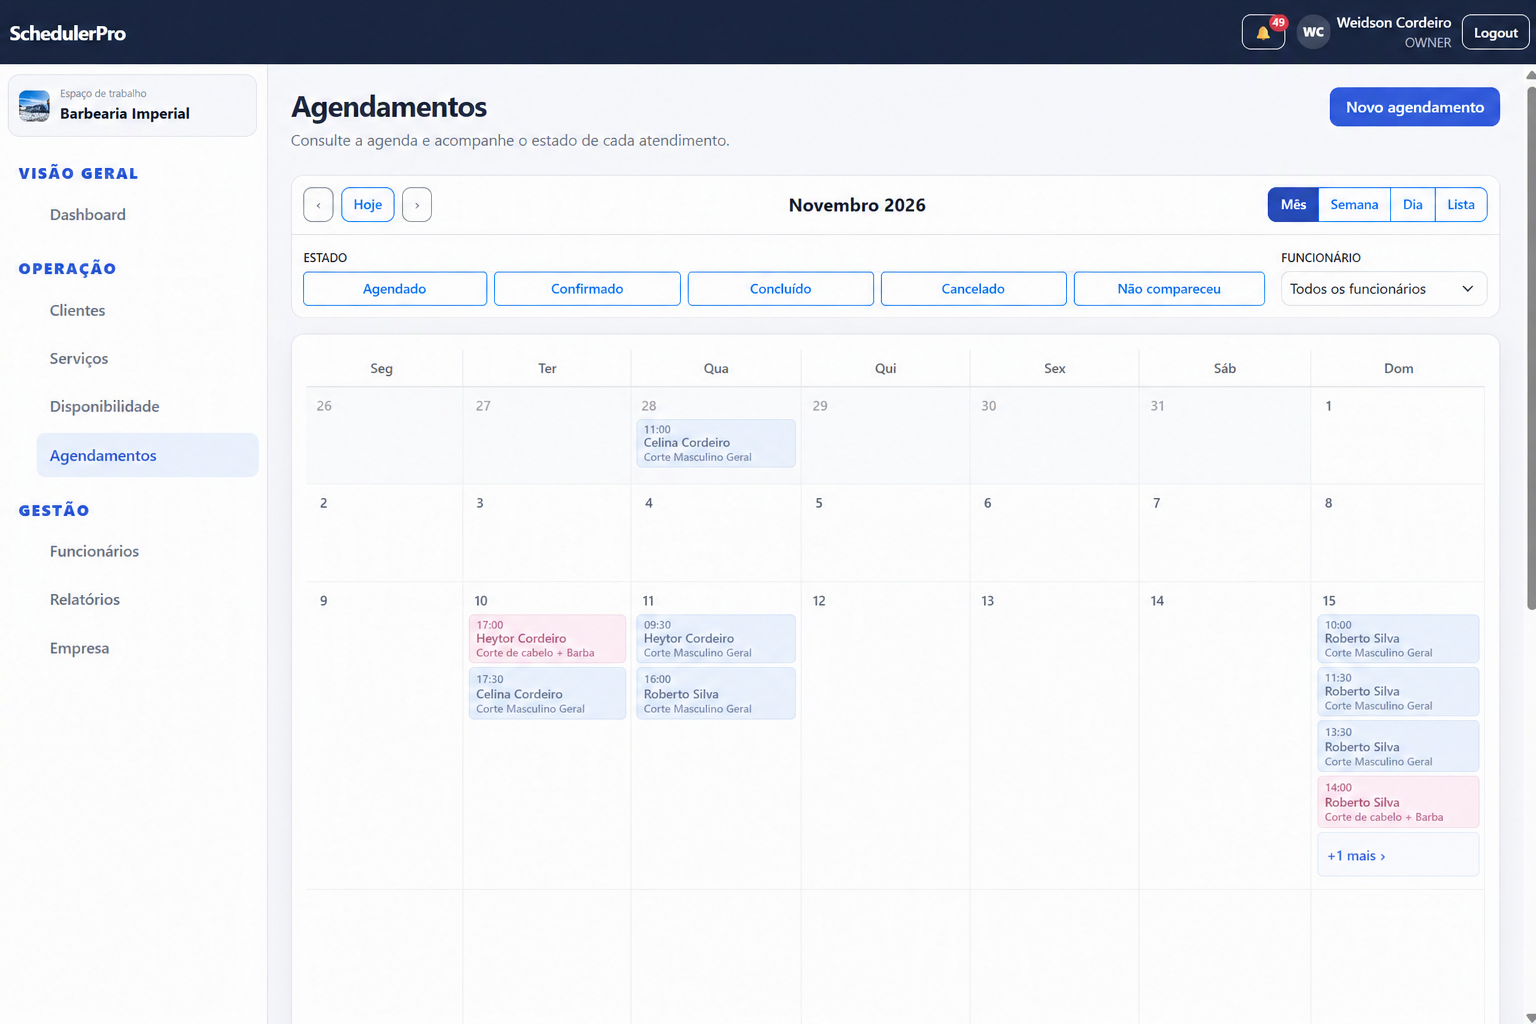 SchedulerPro
49
WC
Weidson Cordeiro
OWNER
Logout
Espaço de trabalho
Barbearia Imperial
VISÃO GERAL
Dashboard
OPERAÇÃO
Clientes
Serviços
Disponibilidade
Agendamentos
GESTÃO
Funcionários
Relatórios
Empresa
Agendamentos
Consulte a agenda e acompanhe o estado de cada atendimento.
Novo agendamento
‹ Hoje ›
Novembro 2026
Mês Semana Dia Lista
ESTADO
Agendado Confirmado Concluído Cancelado Não compareceu
FUNCIONÁRIO
Todos os funcionários
Seg Ter Qua Qui Sex Sáb Dom
26 27 28 29 30 31 1
11:00
Celina Cordeiro
Corte Masculino Geral
2 3 4 5 6 7 8
9 10 11 12 13 14 15
17:00
Heytor Cordeiro
Corte de cabelo + Barba
17:30
Celina Cordeiro
Corte Masculino Geral
09:30
Heytor Cordeiro
Corte Masculino Geral
16:00
Roberto Silva
Corte Masculino Geral
10:00
Roberto Silva
Corte Masculino Geral
11:30
Roberto Silva
Corte Masculino Geral
13:30
Roberto Silva
Corte Masculino Geral
14:00
Roberto Silva
Corte de cabelo + Barba
+1 mais ›